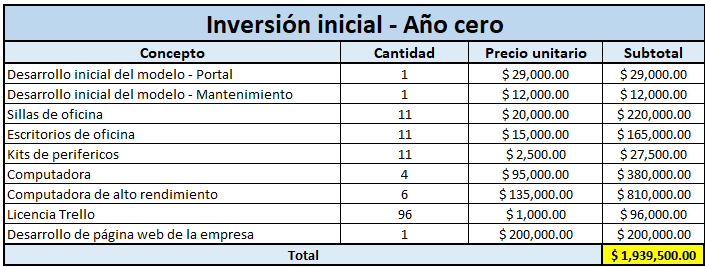 Inversión inicial - Año cero
Concepto Cantidad Precio unitario Subtotal
Desarrollo inicial del modelo - Portal 1 $ 29,000.00 $ 29,000.00
Desarrollo inicial del modelo - Mantenimiento 1 $ 12,000.00 $ 12,000.00
Sillas de oficina 11 $ 20,000.00 $ 220,000.00
Escritorios de oficina 11 $ 15,000.00 $ 165,000.00
Kits de perifericos 11 $ 2,500.00 $ 27,500.00
Computadora 4 $ 95,000.00 $ 380,000.00
Computadora de alto rendimiento 6 $ 135,000.00 $ 810,000.00
Licencia Trello 96 $ 1,000.00 $ 96,000.00
Desarrollo de página web de la empresa 1 $ 200,000.00 $ 200,000.00
Total $ 1,939,500.00